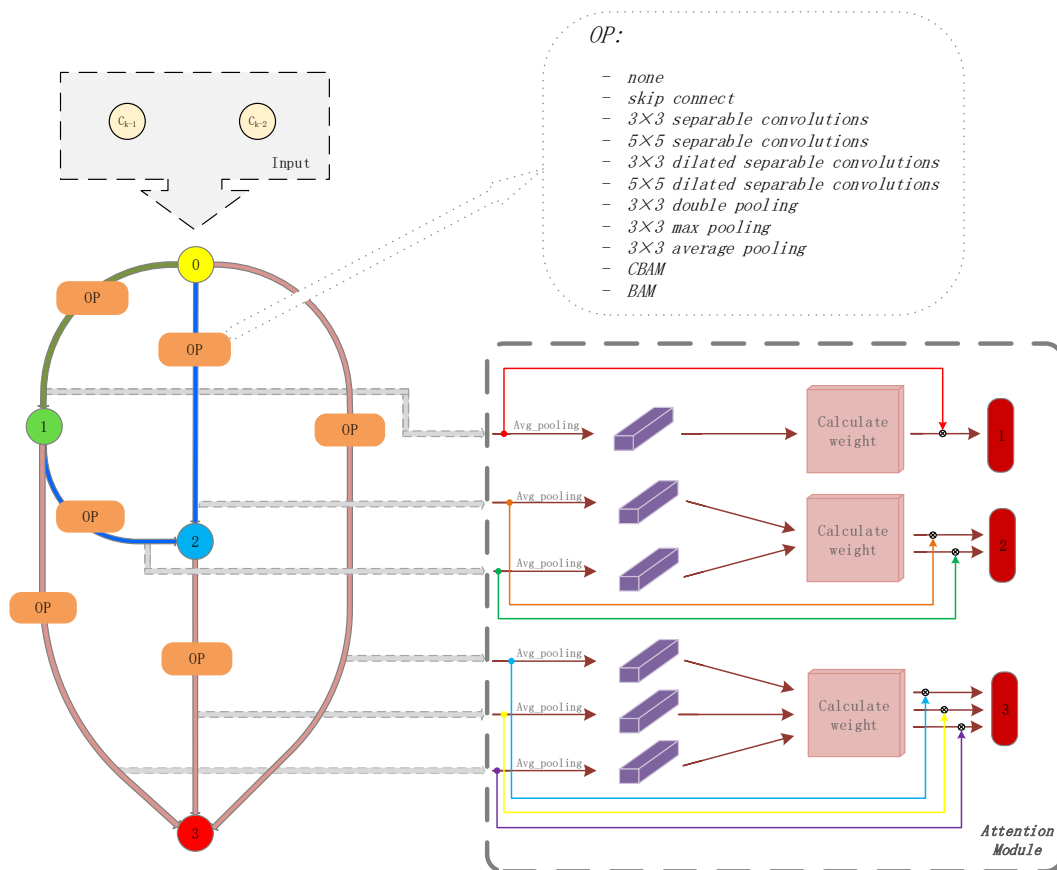 OP:
- none
- skip connect
- 3×3 separable convolutions
- 5×5 separable convolutions
- 3×3 dilated separable convolutions
- 5×5 dilated separable convolutions
- 3×3 double pooling
- 3×3 max pooling
- 3×3 average pooling
- CBAM
- BAM
Ck-1
Ck-2
Input
0
OP
OP
OP
1
OP
2
OP
OP
3
Avg_pooling
Calculate
weight
1
Avg_pooling
Avg_pooling
Calculate
weight
2
Avg_pooling
Avg_pooling
Avg_pooling
Calculate
weight
3
Attention
Module